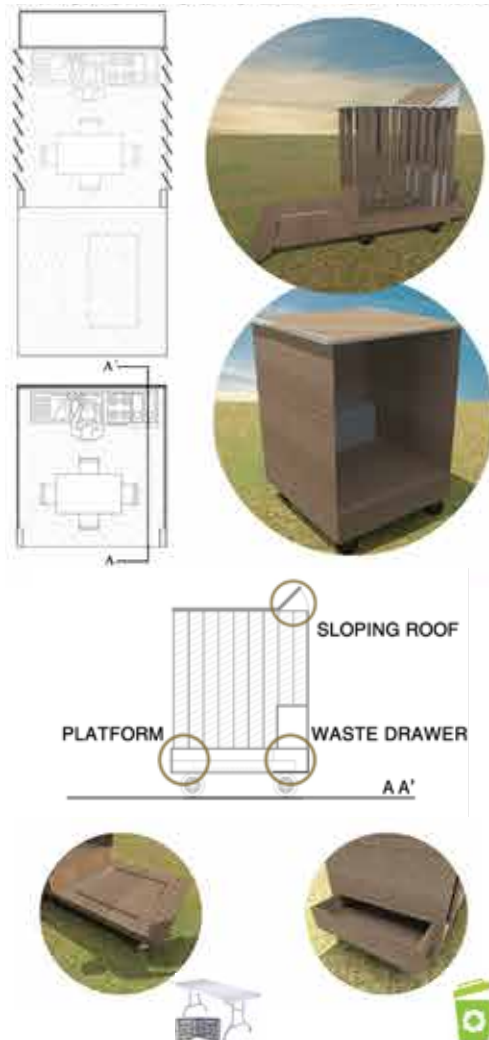 A'
A
SLOPING ROOF
PLATFORM
WASTE DRAWER
A A'